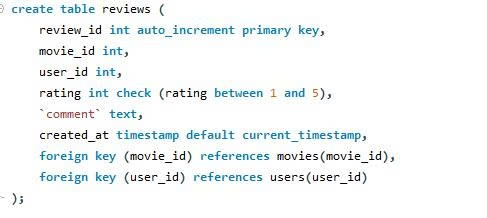 create table reviews (
review_id int auto_increment primary key,
movie_id int,
user_id int,
rating int check (rating between 1 and 5),
`comment` text,
created_at timestamp default current_timestamp,
foreign key (movie_id) references movies(movie_id),
foreign key (user_id) references users(user_id)
);